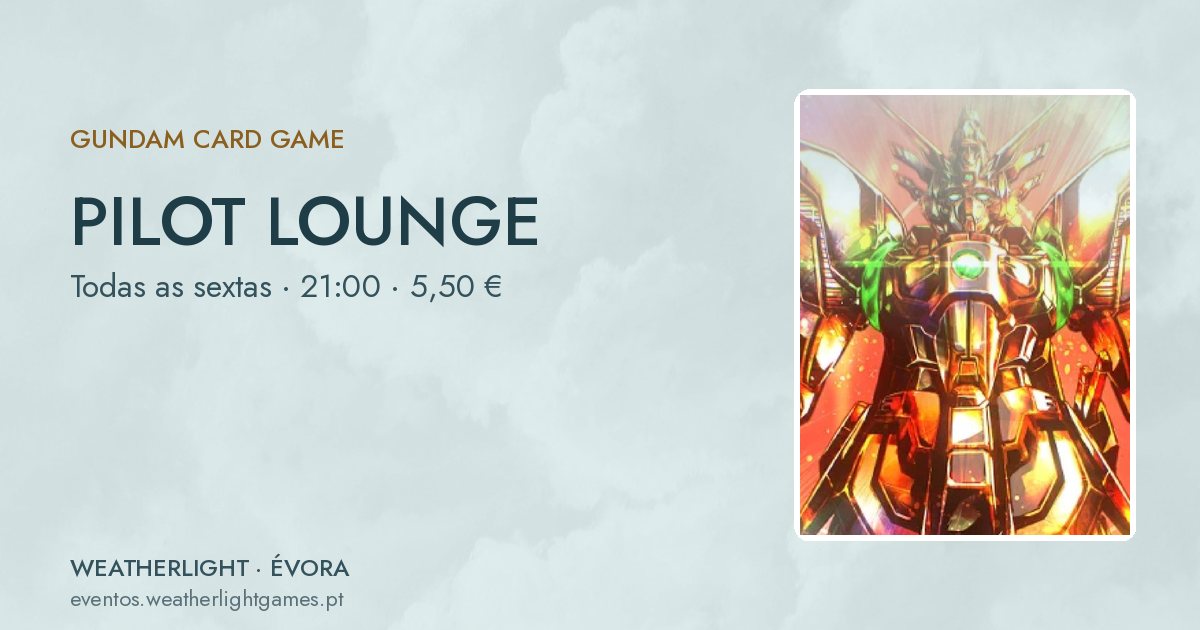 GUNDAM CARD GAME
PILOT LOUNGE
Todas as sextas · 21:00 · 5,50 €
WEATHERLIGHT · ÉVORA
eventos.weatherlightgames.pt